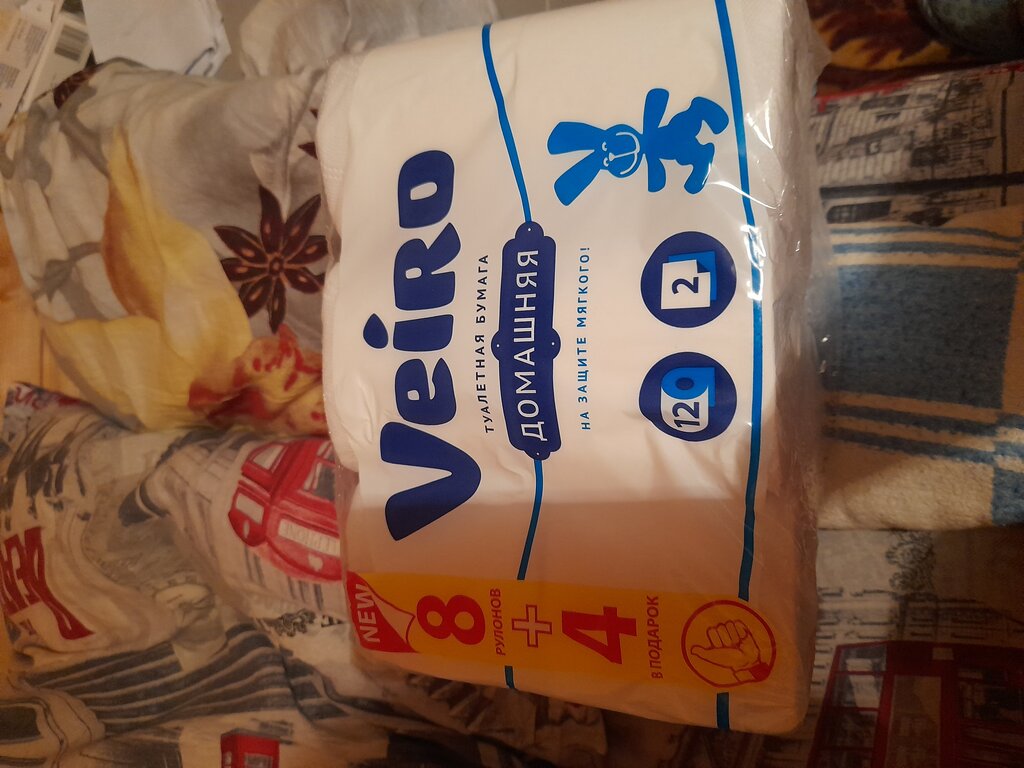 Veiro
ТУАЛЕТНАЯ БУМАГА
ДОМАШНЯЯ
НА ЗАЩИТЕ МЯГКОГО!
12
2
NEW
8
РУЛОНОВ
+
4
В ПОДАРОК